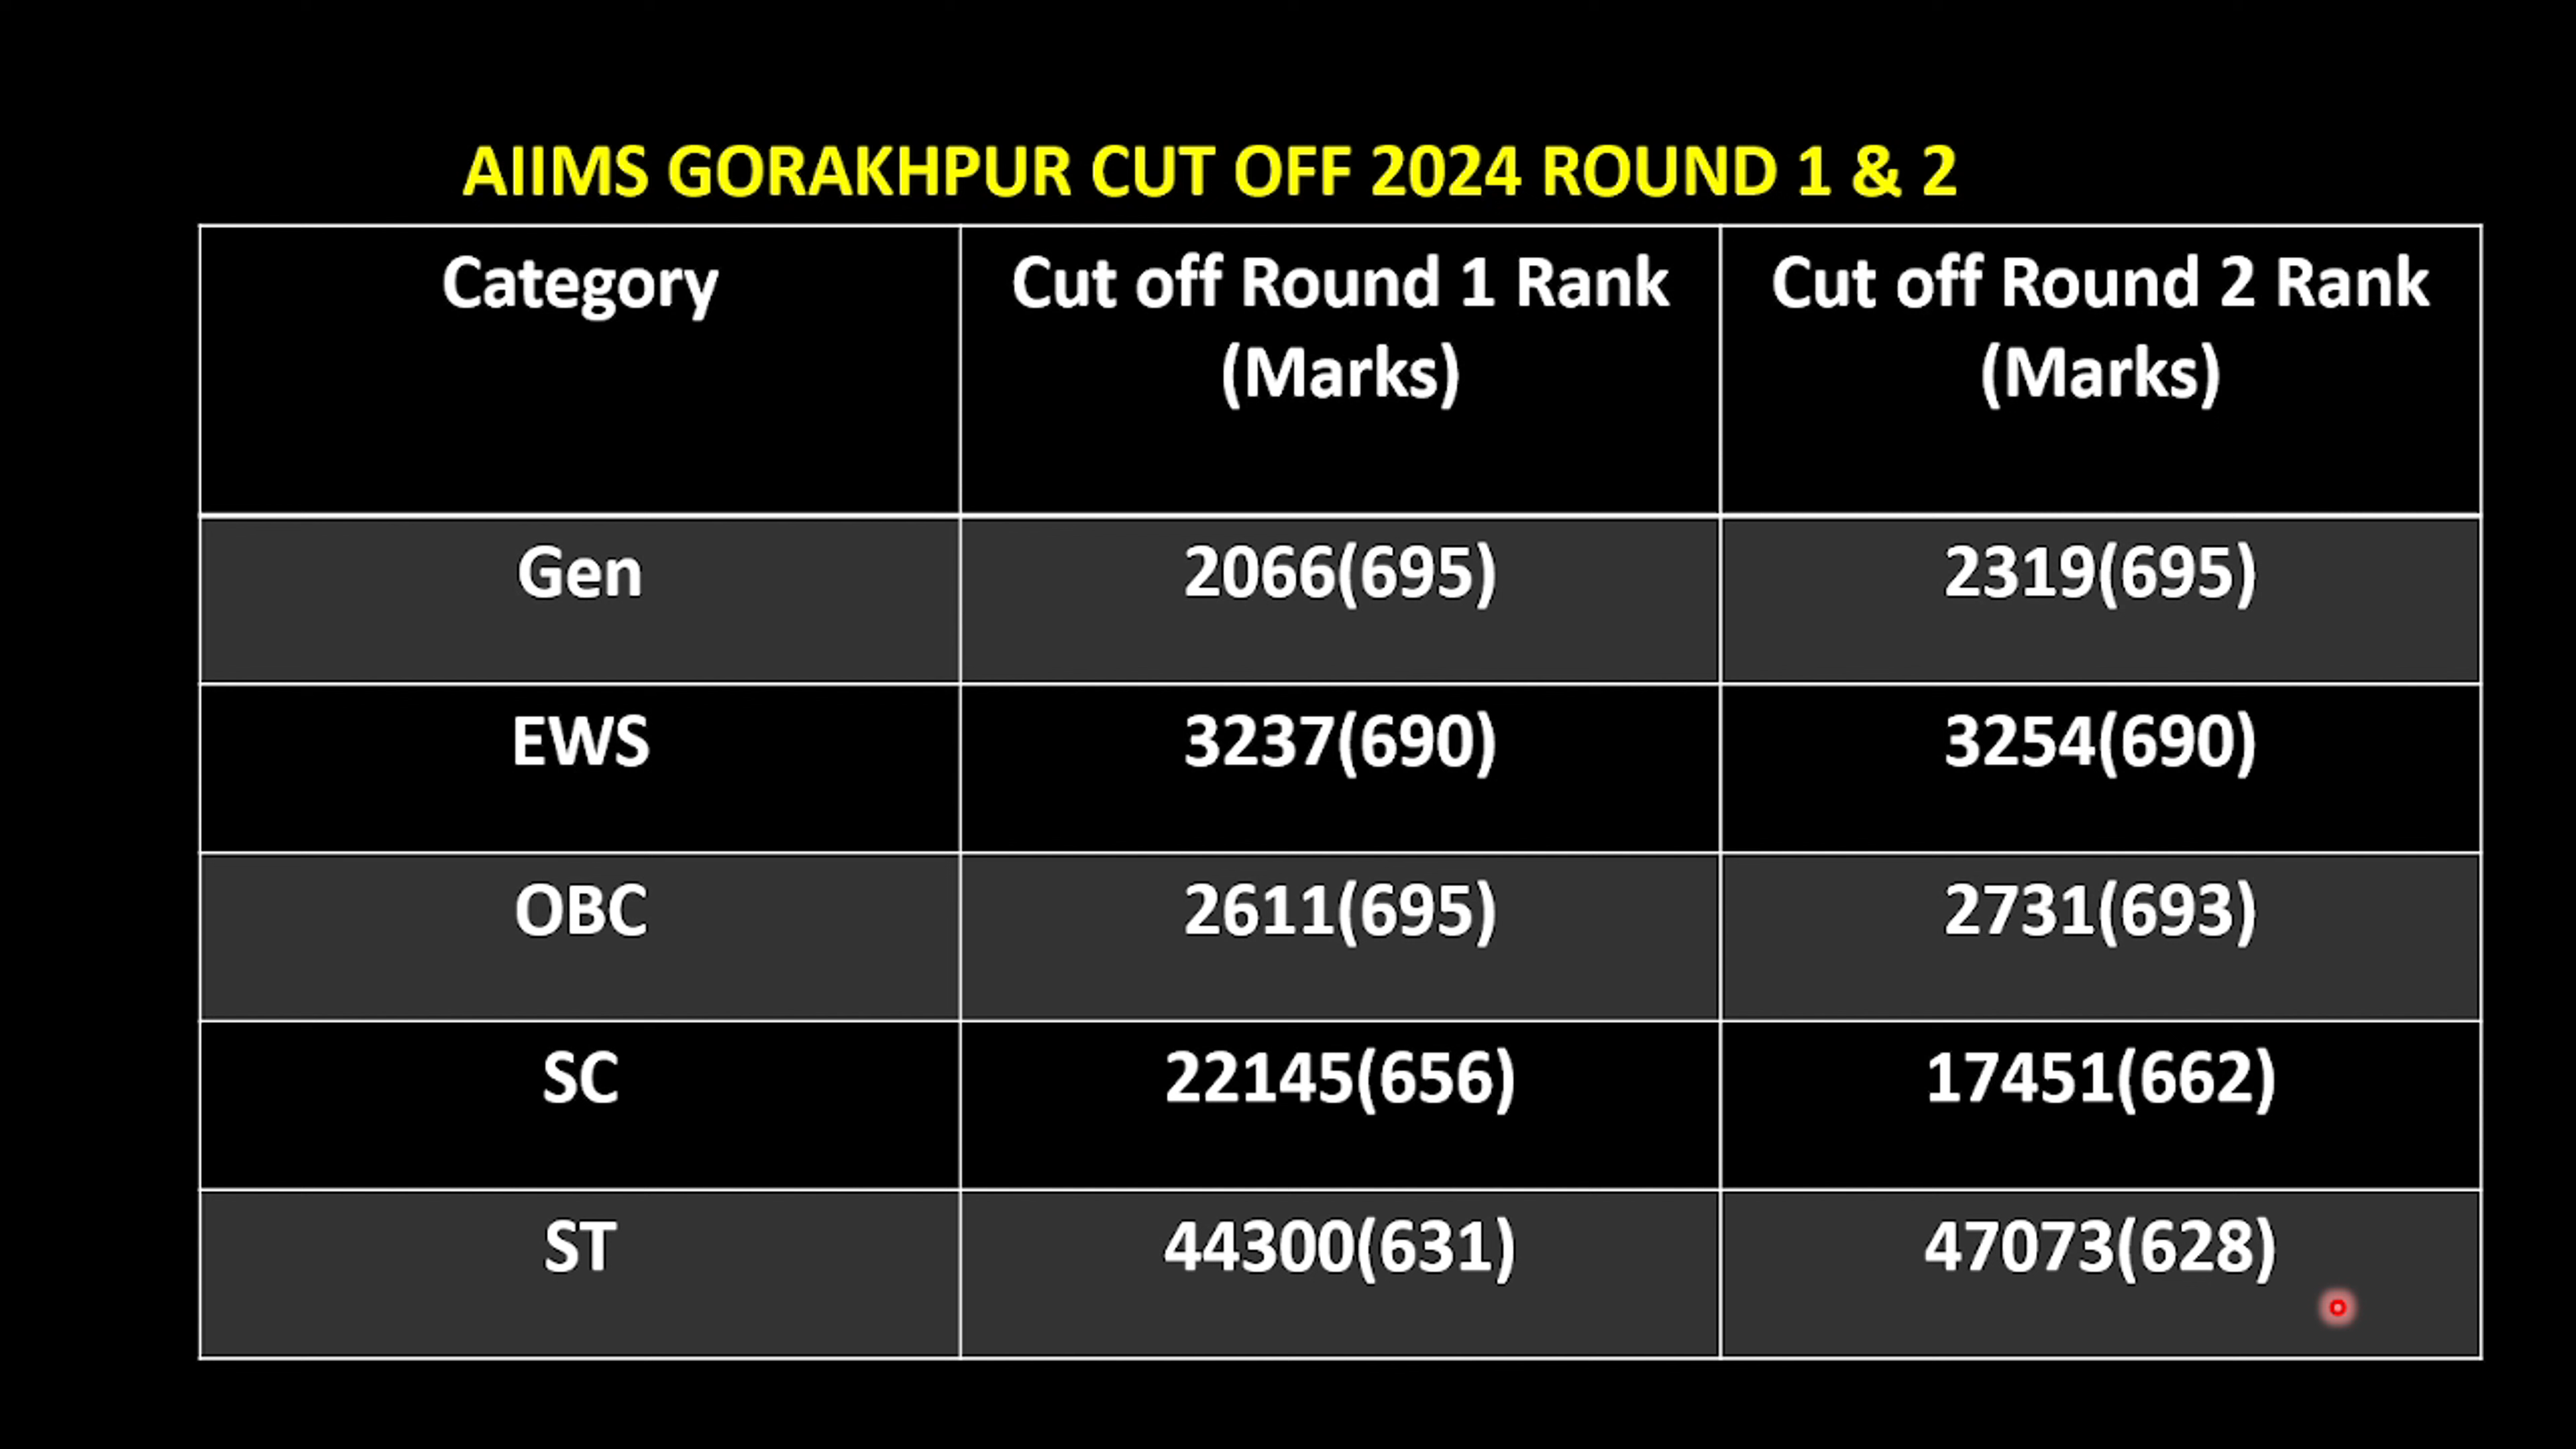 AIIMS GORAKHPUR CUT OFF 2024 ROUND 1 & 2
Category
Cut off Round 1 Rank
(Marks)
Cut off Round 2 Rank
(Marks)
Gen
2066(695)
2319(695)
EWS
3237(690)
3254(690)
OBC
2611(695)
2731(693)
SC
22145(656)
17451(662)
ST
44300(631)
47073(628)